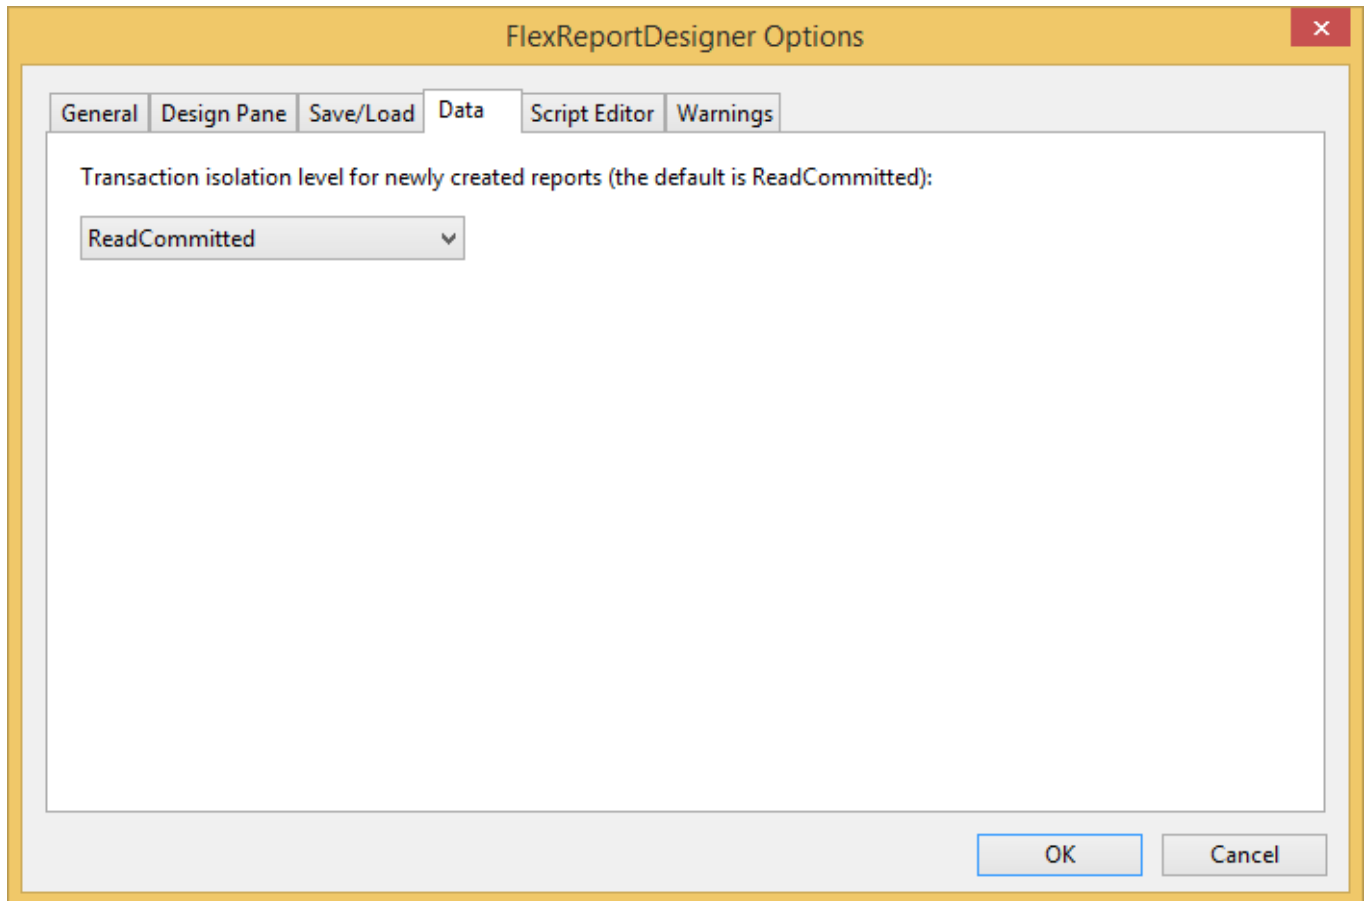 FlexReportDesigner Options
General Design Pane Save/Load Data Script Editor Warnings
Transaction isolation level for newly created reports (the default is ReadCommitted):
ReadCommitted
OK Cancel